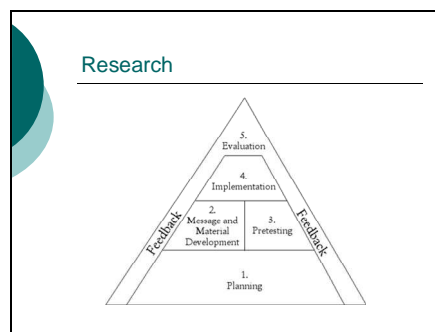 Research
5.
Evaluation
4.
Implementation
2.
Message and
Material
Development
3.
Pretesting
Feedback
Feedback
1.
Planning